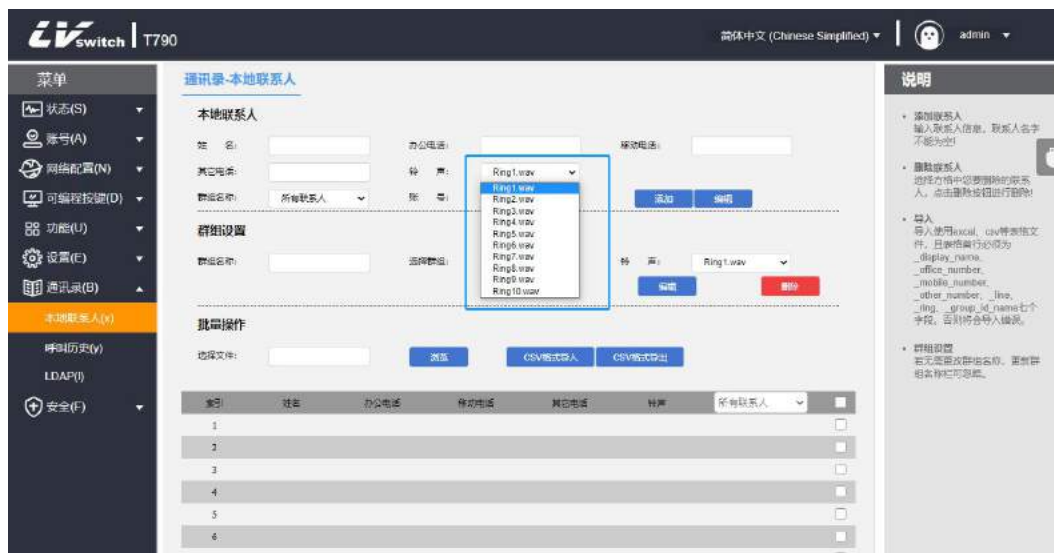 LVswitch T790
简体中文 (Chinese Simplified)
admin
菜单
状态(S)
账号(A)
网络配置(N)
可编程按键(D)
功能(U)
设置(E)
通讯录(B)
本地联系人(x)
呼叫历史(y)
LDAP(l)
安全(F)
通讯录-本地联系人
本地联系人
姓 名:
办公电话:
移动电话:
其它电话:
铃 声: Ring1.wav
Ring1.wav
Ring2.wav
Ring3.wav
Ring4.wav
Ring5.wav
Ring6.wav
Ring7.wav
Ring8.wav
Ring9.wav
Ring10.wav
群组名称: 所有联系人
账 号:
添加 编辑
群组设置
群组名称:
选择群组:
铃 声: Ring1.wav
编辑 删除
批量操作
选择文件:
浏览 CSV格式导入 CSV格式导出
索引 姓名 办公电话 移动电话 其它电话 铃声 所有联系人
1
2
3
4
5
6
说明
添加联系人
输入联系人信息，联系人名字
不能为空!
删除联系人
选择方格中您要删除的联系
人，点击删除按钮进行删除!
导入
导入使用excal、csv等表格文
件，且表格首行必须为
_display_name、
_office_number、
_mobile_number、
_other_number、_line、
_ring、_group_id_name七个
字段，否则将会导入错误。
群组设置
若无需更改群组名称，更新群
组名称栏可忽略。